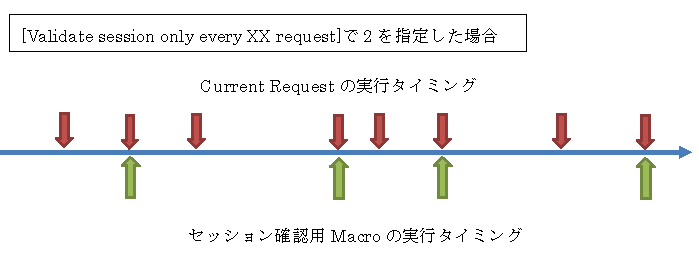 [Validate session only every XX request]で２を指定した場合
Current Request の実行タイミング
セッション確認用 Macro の実行タイミング